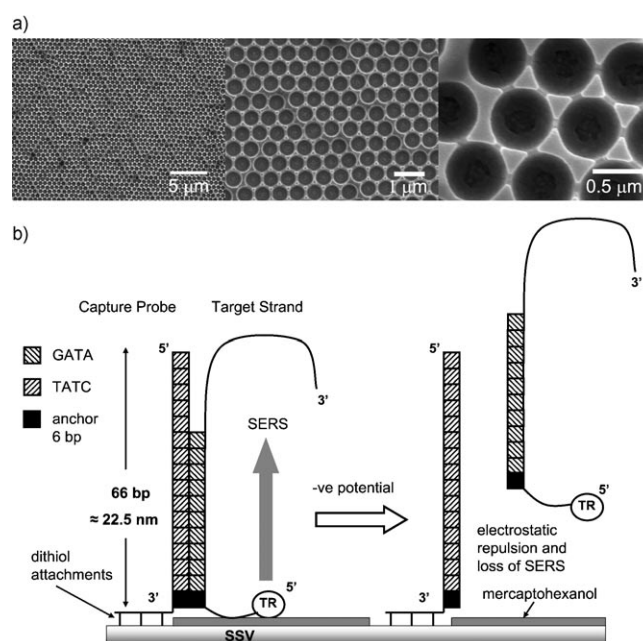 a)
5 μm
1 μm
0.5 μm
b)
Capture Probe
Target Strand
GATA
TATC
anchor
6 bp
5'
66 bp
≈ 22.5 nm
dithiol
attachments
3'
3'
SERS
5'
TR
SSV
-ve potential
5'
3'
3'
5'
TR
electrostatic
repulsion and
loss of SERS
mercaptohexanol